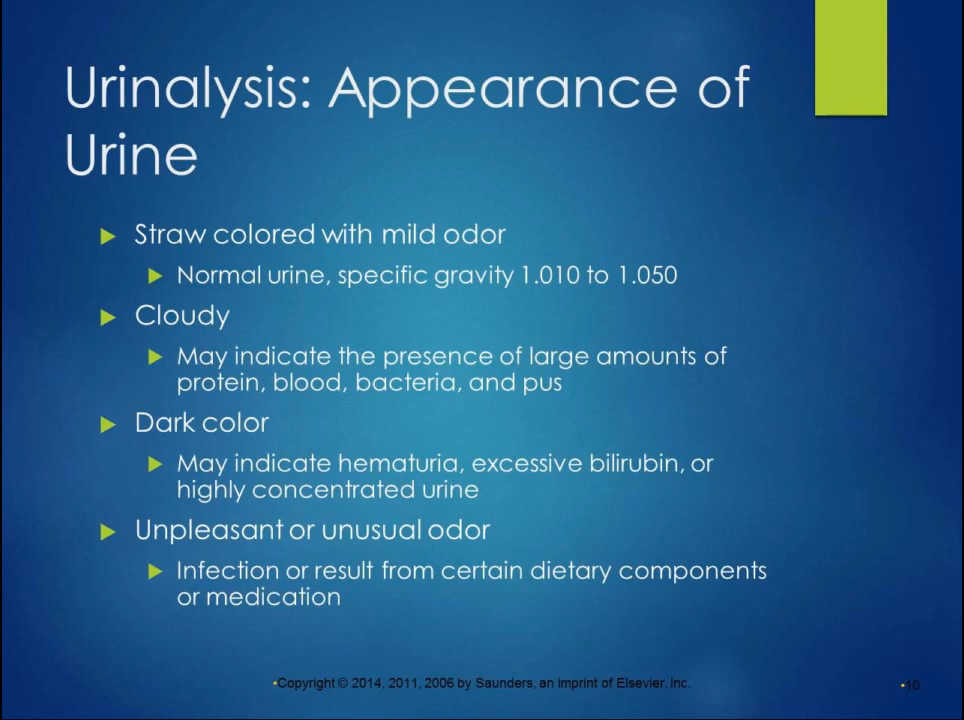 Urinalysis: Appearance of
Urine
Straw colored with mild odor
Normal urine, specific gravity 1.010 to 1.050
Cloudy
May indicate the presence of large amounts of
protein, blood, bacteria, and pus
Dark color
May indicate hematuria, excessive bilirubin, or
highly concentrated urine
Unpleasant or unusual odor
Infection or result from certain dietary components
or medication
•Copyright © 2014, 2011, 2006 by Saunders, an imprint of Elsevier, Inc.
•10